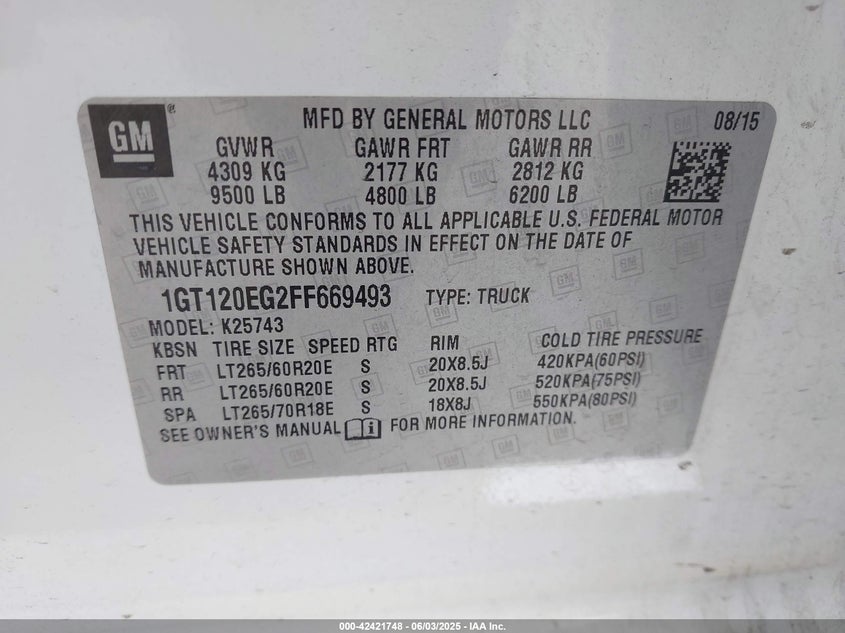 GM ®
MFD BY GENERAL MOTORS LLC 08/15
GVWR GAWR FRT GAWR RR
4309 KG 2177 KG 2812 KG
9500 LB 4800 LB 6200 LB
THIS VEHICLE CONFORMS TO ALL APPLICABLE U.S. FEDERAL MOTOR
VEHICLE SAFETY STANDARDS IN EFFECT ON THE DATE OF
MANUFACTURE SHOWN ABOVE.
1GT120EG2FF669493 TYPE: TRUCK
MODEL: K25743
KBSN TIRE SIZE SPEED RTG RIM COLD TIRE PRESSURE
FRT LT265/60R20E S 20X8.5J 420KPA(60PSI)
RR LT265/60R20E S 20X8.5J 520KPA(75PSI)
SPA LT265/70R18E S 18X8J 550KPA(80PSI)
SEE OWNER'S MANUAL i FOR MORE INFORMATION.
000-42421748 - 06/03/2025 - IAA Inc.